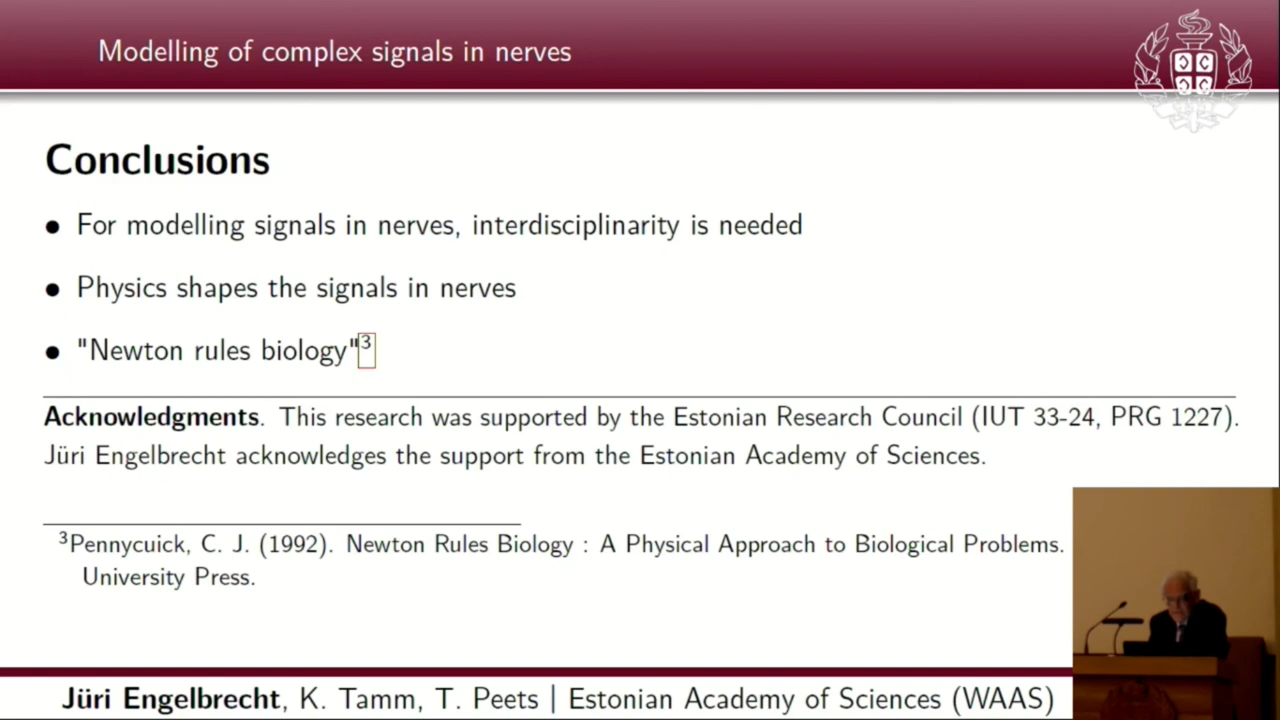 Modelling of complex signals in nerves
Conclusions
● For modelling signals in nerves, interdisciplinarity is needed
● Physics shapes the signals in nerves
● "Newton rules biology"3
Acknowledgments. This research was supported by the Estonian Research Council (IUT 33-24, PRG 1227).
Jüri Engelbrecht acknowledges the support from the Estonian Academy of Sciences.
3Pennycuick, C. J. (1992). Newton Rules Biology : A Physical Approach to Biological Problems.
University Press.
Jüri Engelbrecht, K. Tamm, T. Peets | Estonian Academy of Sciences (WAAS)